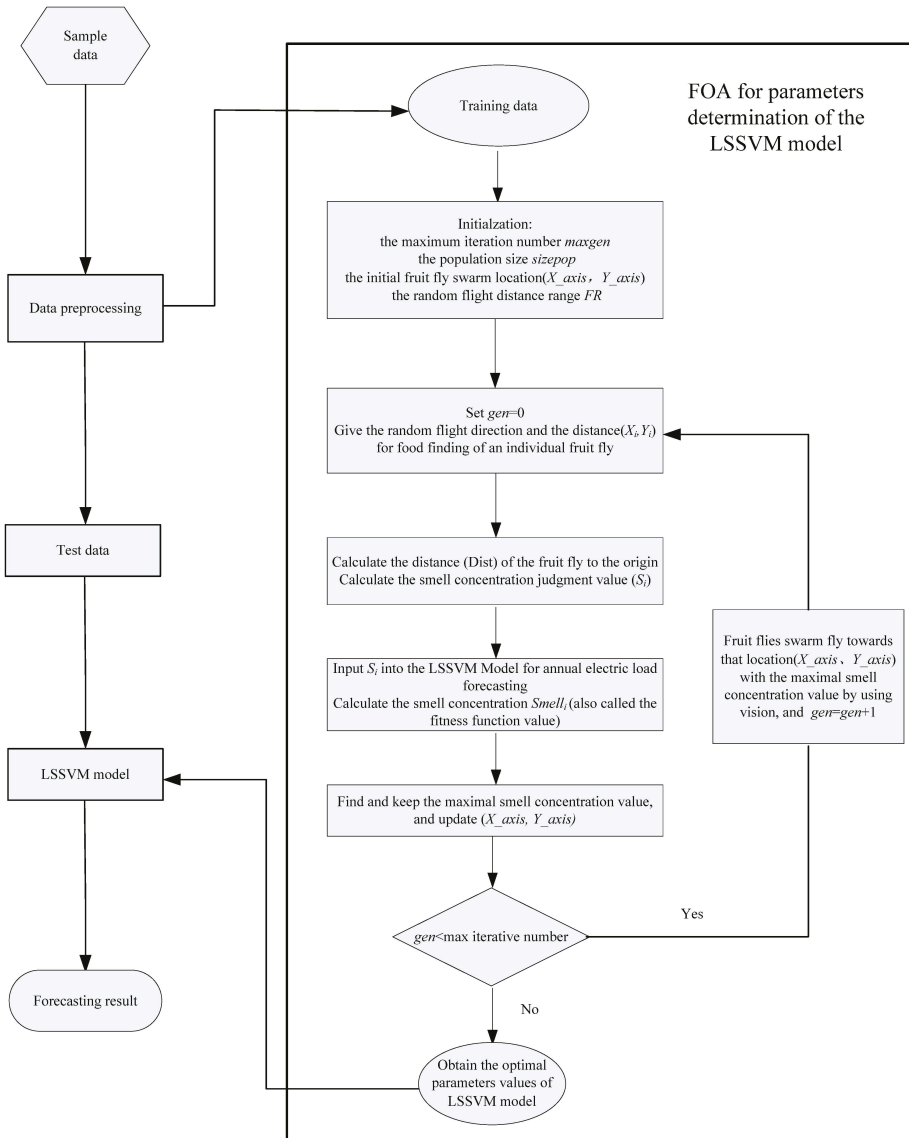 Sample
data
Data preprocessing
Test data
LSSVM model
Forecasting result
FOA for parameters
determination of the
LSSVM model
Training data
Initialzation:
the maximum iteration number maxgen
the population size sizepop
the initial fruit fly swarm location(X_axis, Y_axis)
the random flight distance range FR
Set gen=0
Give the random flight direction and the distance(Xi,Yi)
for food finding of an individual fruit fly
Calculate the distance (Dist) of the fruit fly to the origin
Calculate the smell concentration judgment value (Si)
Input Si into the LSSVM Model for annual electric load
forecasting
Calculate the smell concentration Smelli (also called the
fitness function value)
Find and keep the maximal smell concentration value,
and update (X_axis, Y_axis)
gen<max iterative number
Yes
Fruit flies swarm fly towards
that location(X_axis、Y_axis)
with the maximal smell
concentration value by using
vision, and gen=gen+1
No
Obtain the optimal
parameters values of
LSSVM model